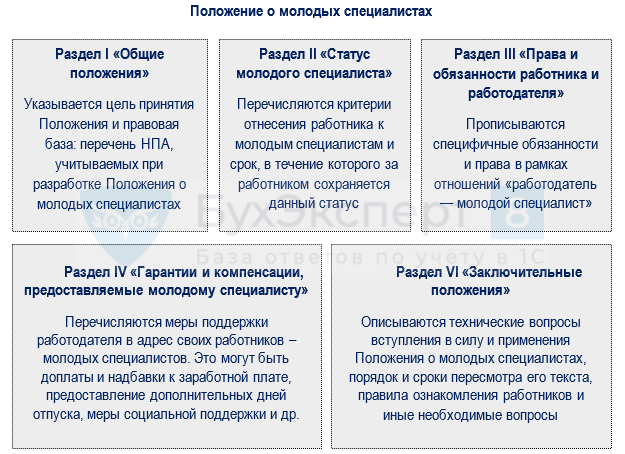 Положение о молодых специалистах
Раздел I «Общие
положения»
Указывается цель принятия
Положения и правовая
база: перечень НПА,
учитываемых при
разработке Положения о
молодых специалистах
Раздел II «Статус
молодого специалиста»
Перечисляются критерии
отнесения работника к
молодым специалистам и
срок, в течение которого за
работником сохраняется
данный статус
Раздел III «Права и
обязанности работника и
работодателя»
Прописываются
специфичные обязанности
и права в рамках
отношений «работодатель
— молодой специалист»
БухЭксперт 8
База ответов по учёту в 1С
Раздел IV «Гарантии и компенсации,
предоставляемые молодому специалисту»
Перечисляются меры поддержки
работодателя в адрес своих работников –
молодых специалистов. Это могут быть
доплаты и надбавки к заработной плате,
предоставление дополнительных дней
отпуска, меры социальной поддержки и др.
Раздел VI «Заключительные
положения»
Описываются технические вопросы
вступления в силу и применения
Положения о молодых специалистах,
порядок и сроки пересмотра его текста,
правила ознакомления работников и
иные необходимые вопросы